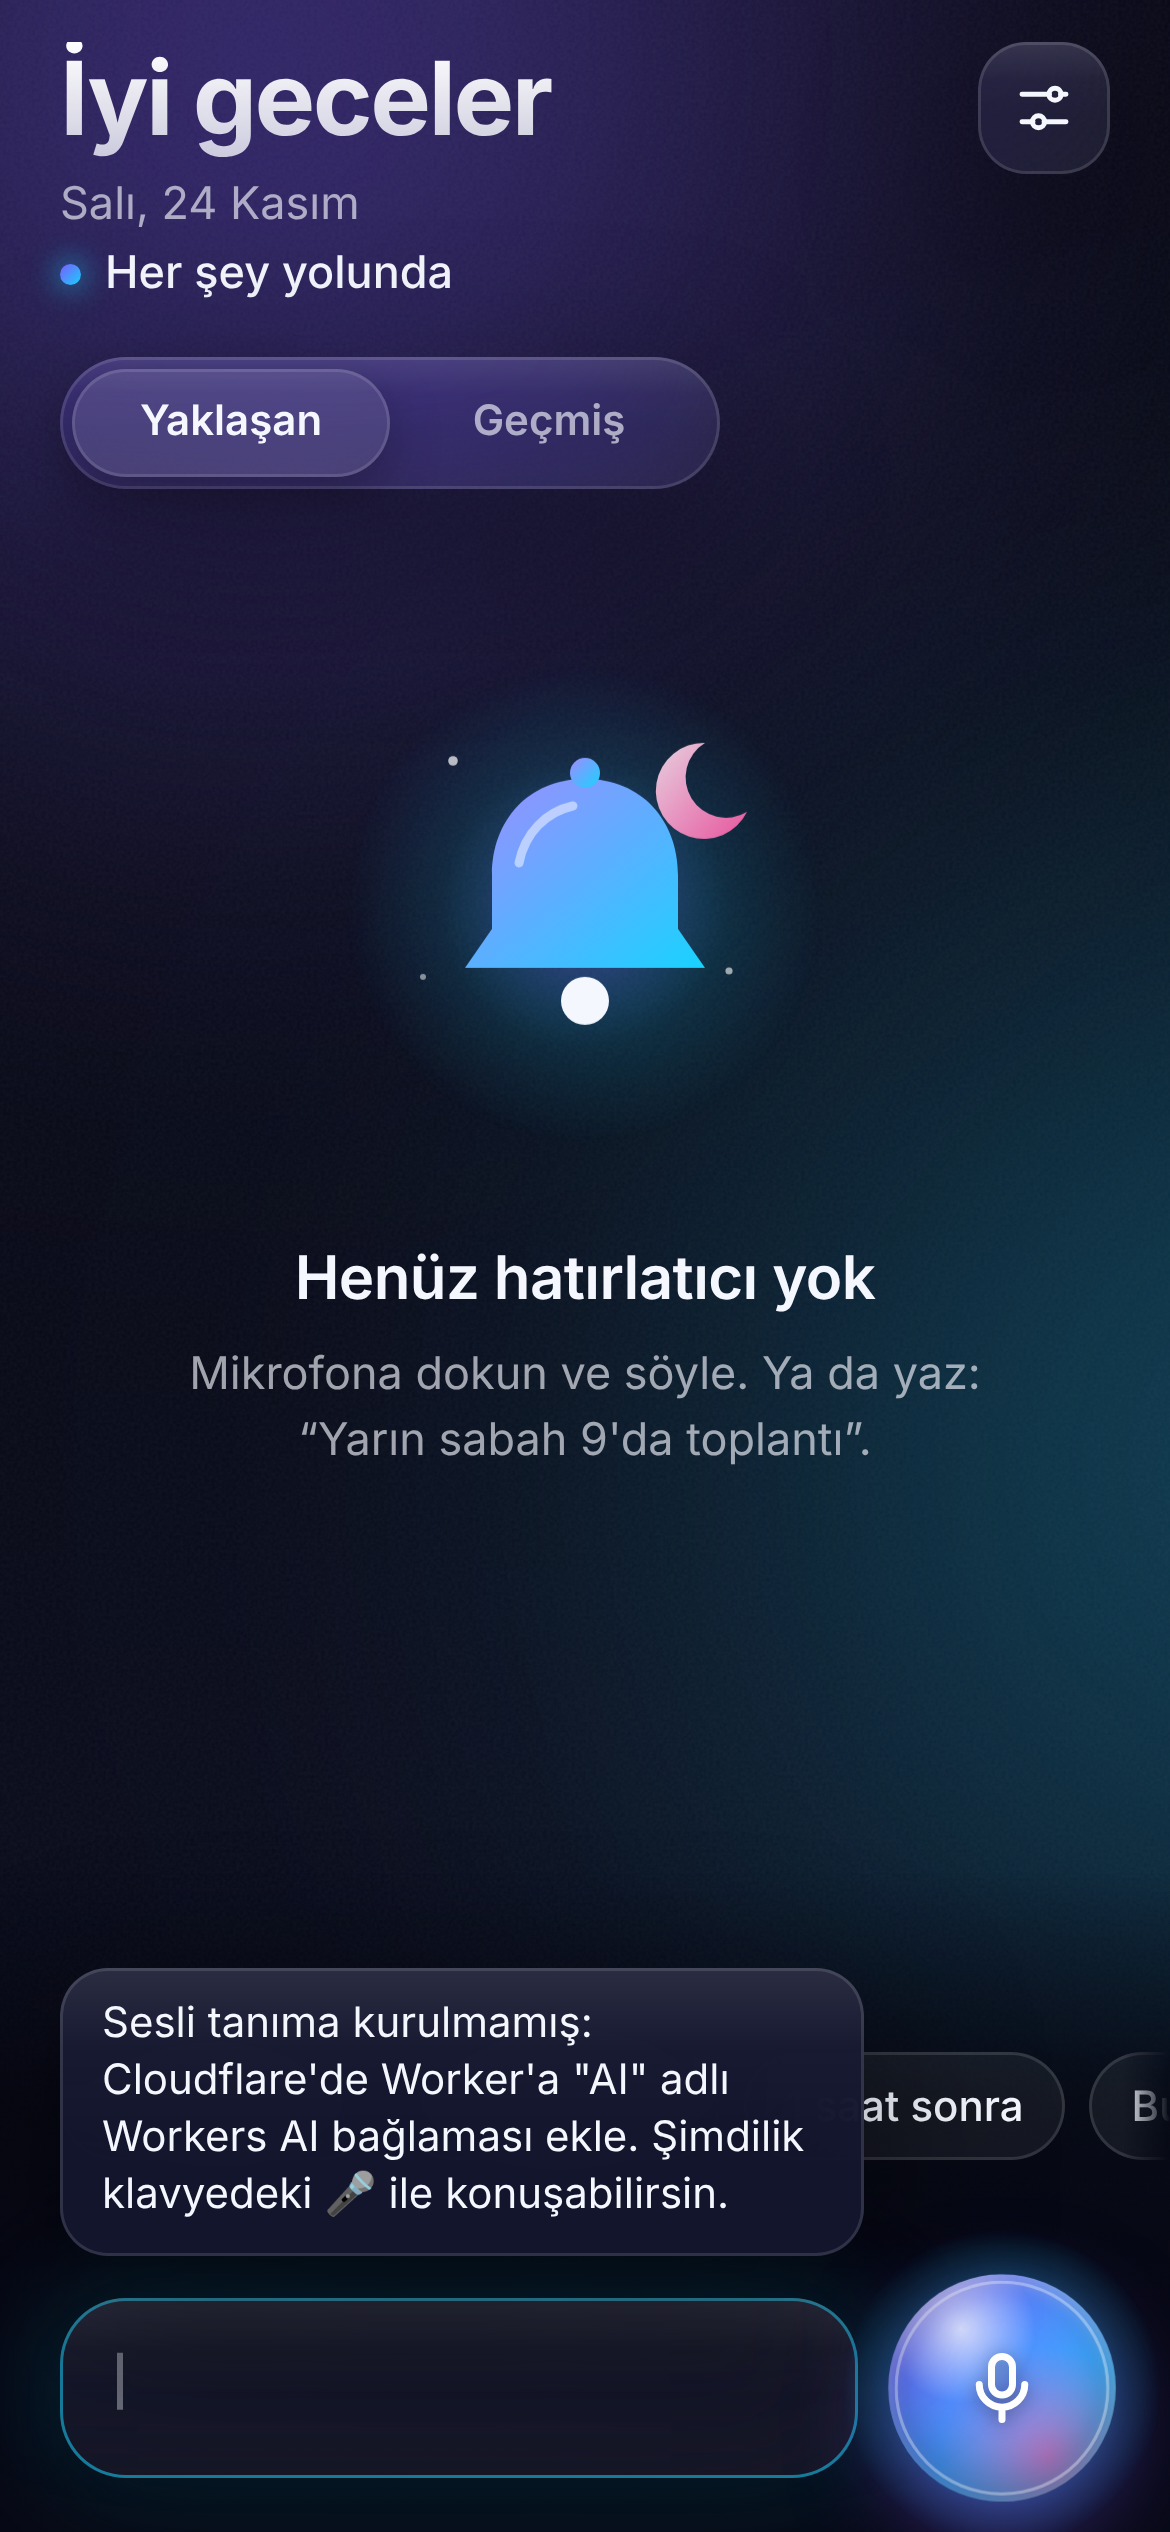 İyi geceler
Salı, 24 Kasım
Her şey yolunda
Yaklaşan
Geçmiş
Henüz hatırlatıcı yok
Mikrofona dokun ve söyle. Ya da yaz:
“Yarın sabah 9'da toplantı”.
Sesli tanıma kurulmamış:
Cloudflare'de Worker'a "AI" adlı
Workers AI bağlaması ekle. Şimdilik
klavyedeki 🎤 ile konuşabilirsin.
sonra